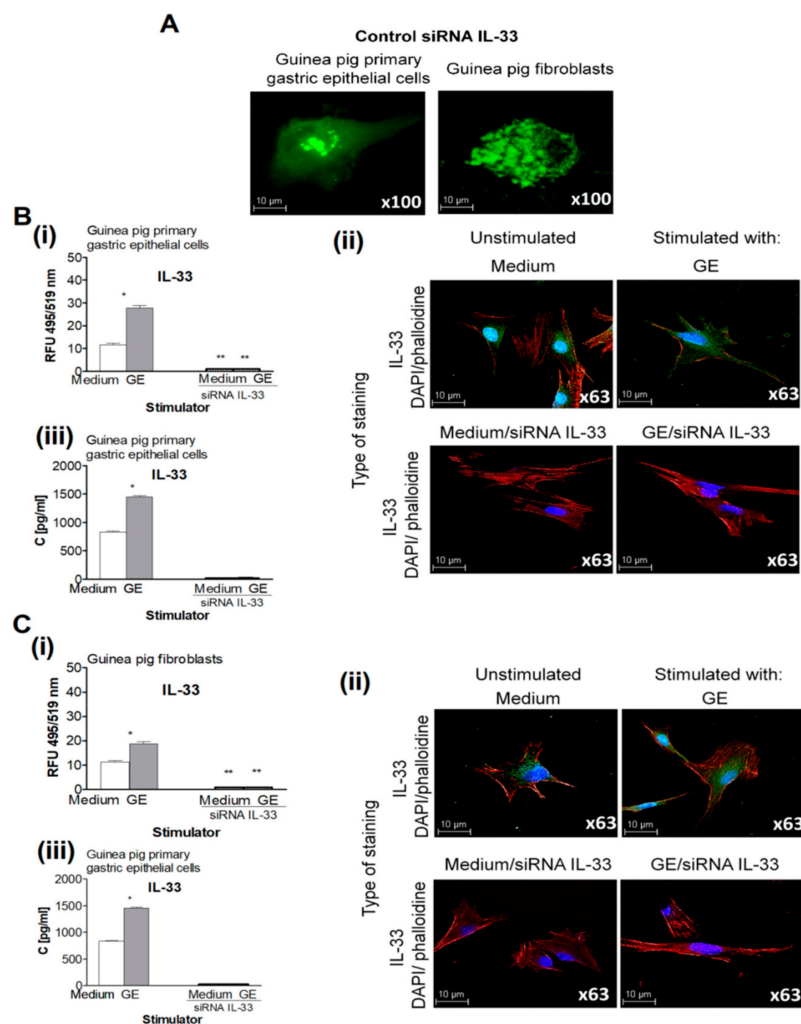 A
Control siRNA IL-33
Guinea pig primary
gastric epithelial cells
Guinea pig fibroblasts
10 µm
x100
10 µm
x100
B
(i)
Guinea pig primary
gastric epithelial cells
IL-33
RFU 495/519 nm
50
40
30
20
10
0
*
** **
Medium GE
Medium GE
siRNA IL-33
Stimulator
(ii)
Unstimulated
Stimulated with:
Medium
GE
Type of staining
IL-33
DAPI/phalloidine
10 µm
x63
10 µm
x63
Medium/siRNA IL-33
GE/siRNA IL-33
IL-33
DAPI/ phalloidine
10 µm
x63
10 µm
x63
(iii)
Guinea pig primary
gastric epithelial cells
IL-33
C [pg/ml]
2000
1500
1000
500
0
*
Medium GE
Medium GE
siRNA IL-33
Stimulator
C
(i)
Guinea pig fibroblasts
IL-33
RFU 495/519 nm
50
40
30
20
10
0
*
** **
Medium GE
Medium GE
siRNA IL-33
Stimulator
(ii)
Unstimulated
Stimulated with:
Medium
GE
Type of staining
IL-33
DAPI/phalloidine
10 µm
x63
10 µm
x63
Medium/siRNA IL-33
GE/siRNA IL-33
IL-33
DAPI/ phalloidine
10 µm
x63
10 µm
x63
(iii)
Guinea pig primary
gastric epithelial cells
IL-33
C [pg/ml]
2000
1500
1000
500
0
*
Medium GE
Medium GE
siRNA IL-33
Stimulator